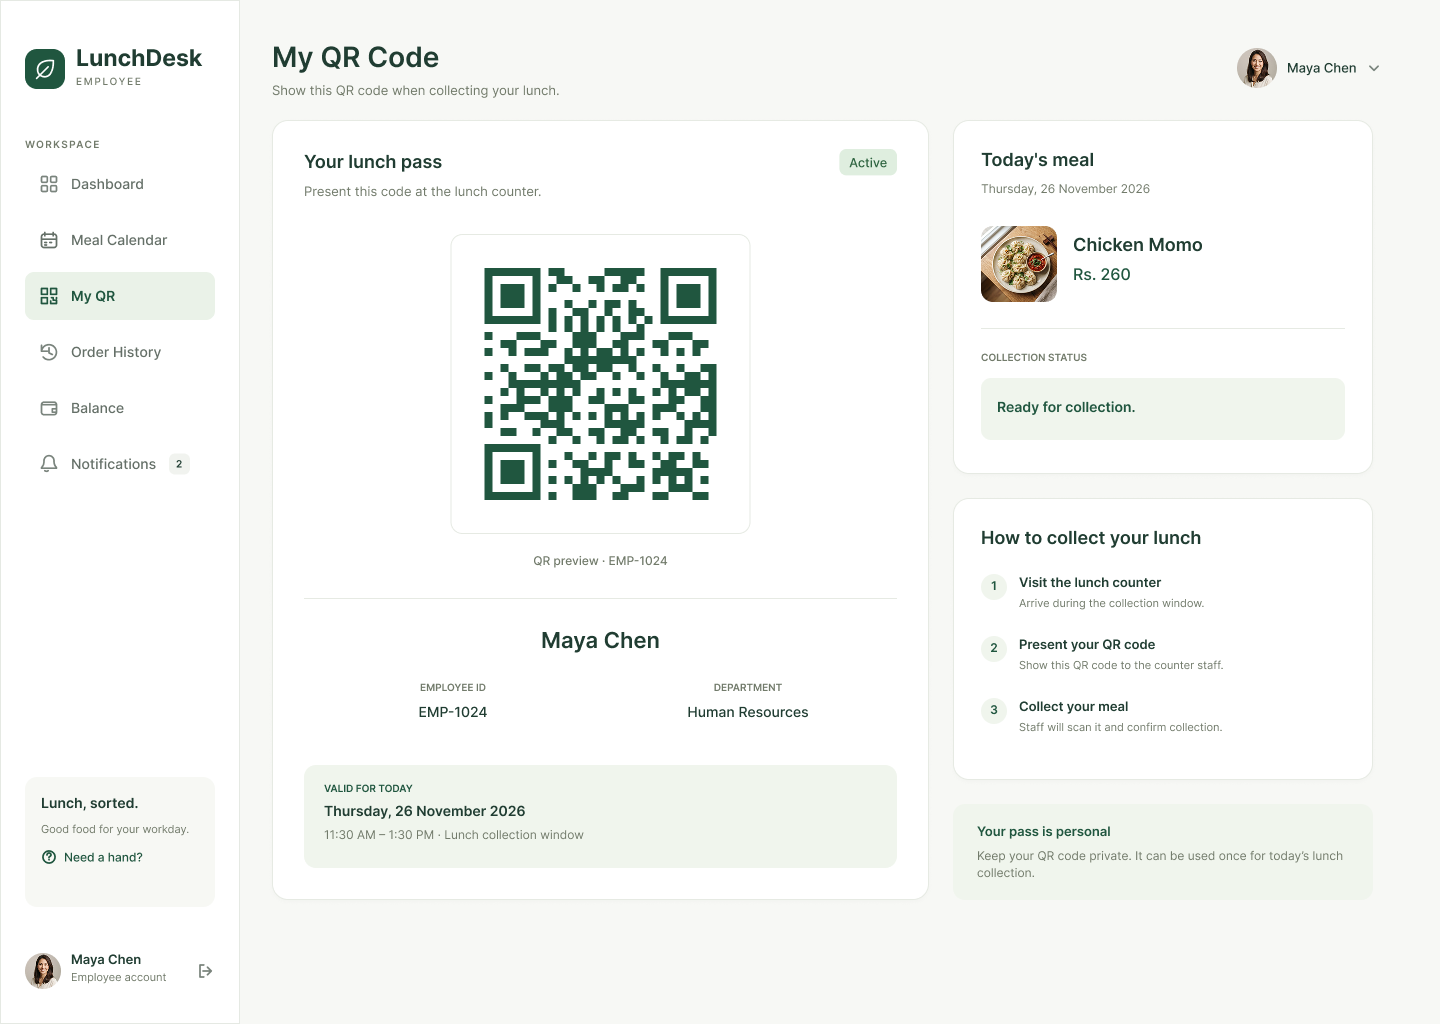 LunchDesk
EMPLOYEE
WORKSPACE
Dashboard
Meal Calendar
My QR
Order History
Balance
Notifications 2
Lunch, sorted.
Good food for your workday.
Need a hand?
Maya Chen
Employee account
My QR Code
Show this QR code when collecting your lunch.
Maya Chen
Your lunch pass
Active
Present this code at the lunch counter.
QR preview · EMP-1024
Maya Chen
EMPLOYEE ID
EMP-1024
DEPARTMENT
Human Resources
VALID FOR TODAY
Thursday, 26 November 2026
11:30 AM – 1:30 PM · Lunch collection window
Today's meal
Thursday, 26 November 2026
Chicken Momo
Rs. 260
COLLECTION STATUS
Ready for collection.
How to collect your lunch
1 Visit the lunch counter
Arrive during the collection window.
2 Present your QR code
Show this QR code to the counter staff.
3 Collect your meal
Staff will scan it and confirm collection.
Your pass is personal
Keep your QR code private. It can be used once for today’s lunch
collection.